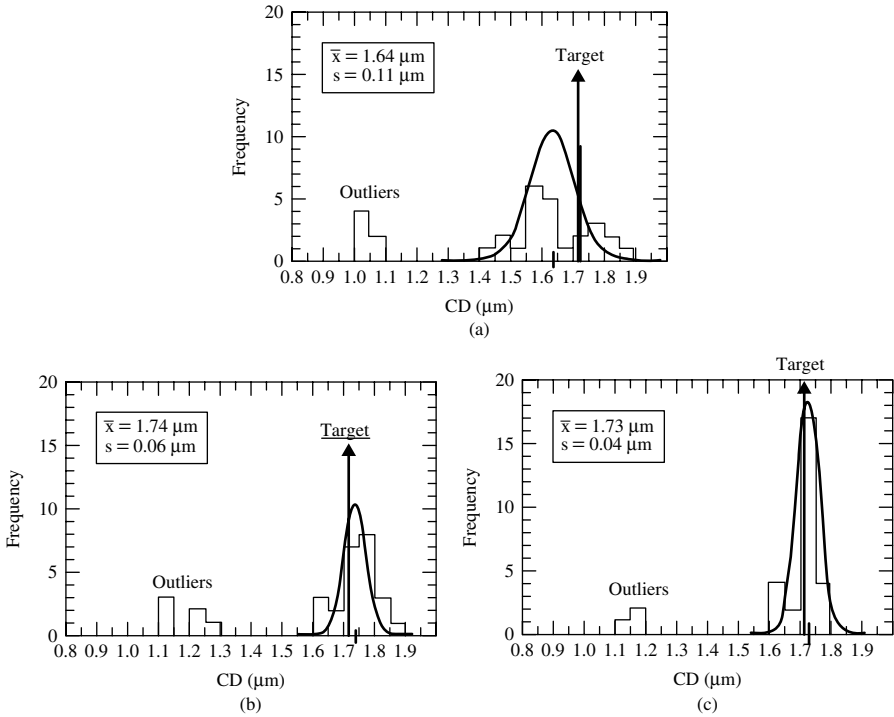 x̄ = 1.64 μm
s = 0.11 μm
Target
Outliers
Frequency
20
15
10
5
0
0.8 0.9 1.0 1.1 1.2 1.3 1.4 1.5 1.6 1.7 1.8 1.9
CD (μm)
(a)
x̄ = 1.74 μm
s = 0.06 μm
Target
Outliers
Frequency
20
15
10
5
0
0.8 0.9 1.0 1.1 1.2 1.3 1.4 1.5 1.6 1.7 1.8 1.9
CD (μm)
(b)
Target
x̄ = 1.73 μm
s = 0.04 μm
Outliers
Frequency
20
15
10
5
0
0.8 0.9 1.0 1.1 1.2 1.3 1.4 1.5 1.6 1.7 1.8 1.9
CD (μm)
(c)